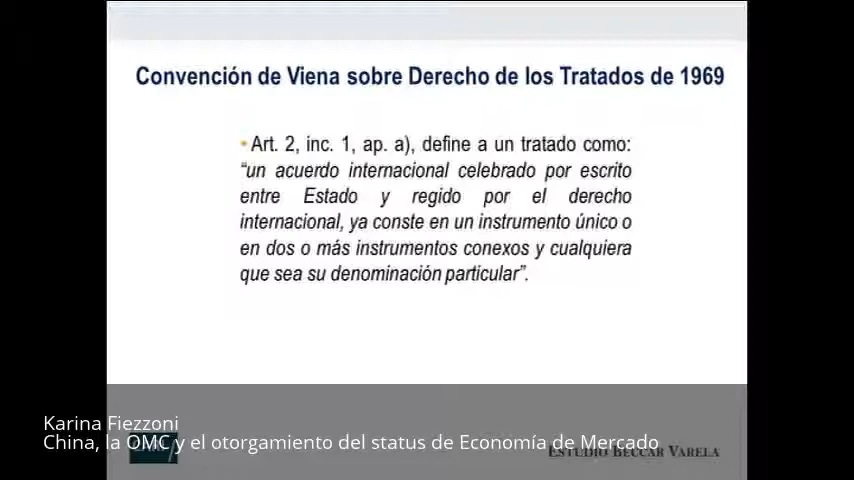 Convención de Viena sobre Derecho de los Tratados de 1969
• Art. 2, inc. 1, ap. a), define a un tratado como:
“un acuerdo internacional celebrado por escrito
entre Estado y regido por el derecho
internacional, ya conste en un instrumento único o
en dos o más instrumentos conexos y cualquiera
que sea su denominación particular”.
Karina Fiezzoni
China, la OMC y el otorgamiento del status de Economía de Mercado
ESTUDIO BECCAR VARELA